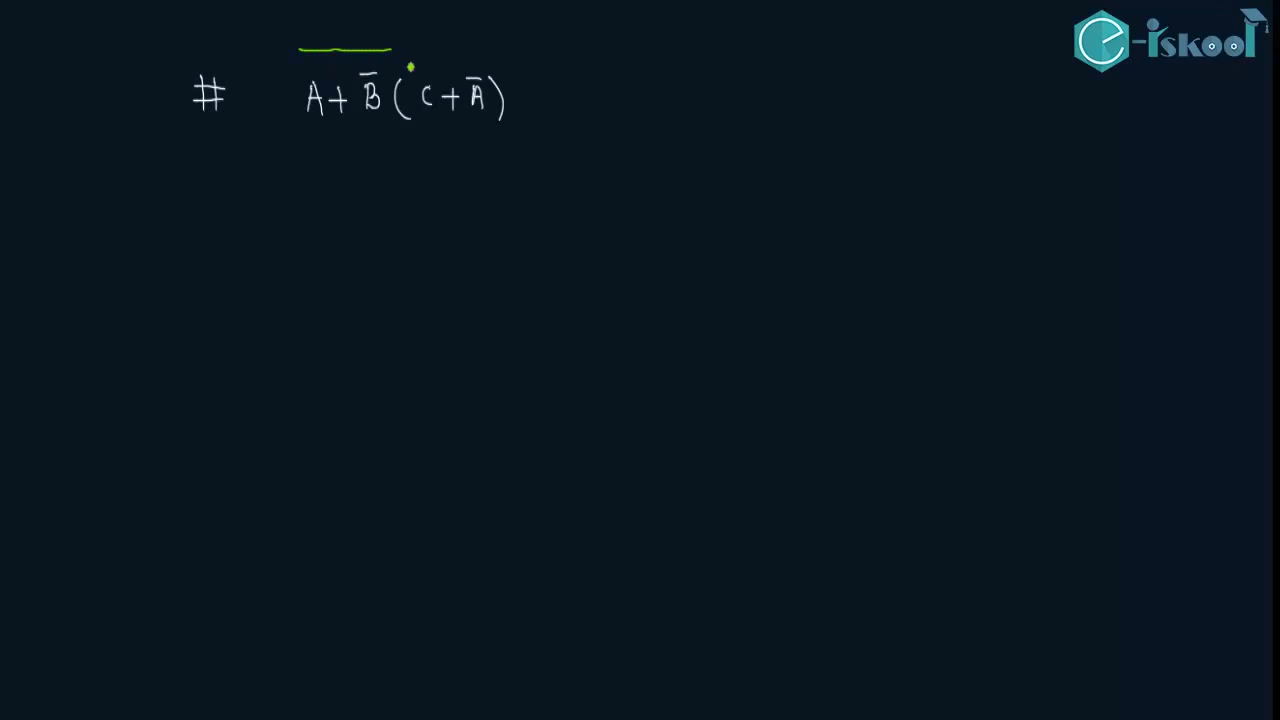 e-iskool
# A + B̅ ( C + A̅ )